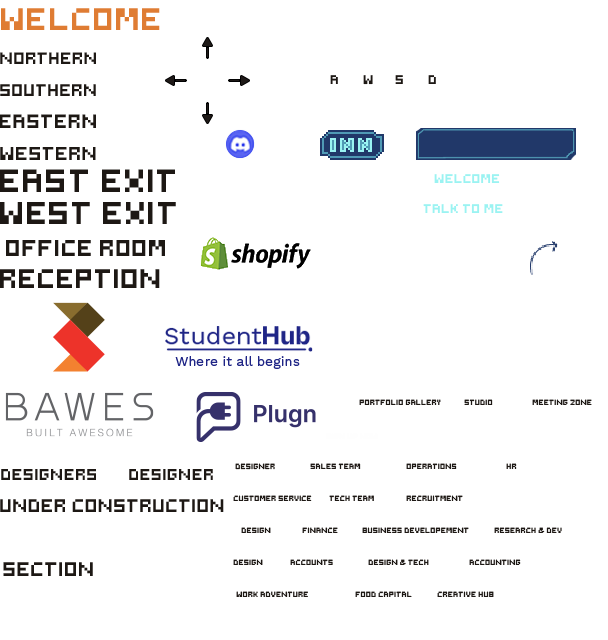 WELCOME
NORTHERN
SOUTHERN
A W S D
EASTERN
WESTERN
INN
EAST EXIT
WELCOME
WEST EXIT
TALK TO ME
OFFICE ROOM
shopify
RECEPTION
StudentHub.
Where it all begins
BAWES
BUILT AWESOME
Plugn
PORTFOLIO GALLERY STUDIO MEETING ZONE
DESIGNERS DESIGNER
DESIGNER SALES TEAM OPERATIONS HR
UNDER CONSTRUCTION
CUSTOMER SERVICE TECH TEAM RECRUITMENT
DESIGN FINANCE BUSINESS DEVELOPEMENT RESEARCH & DEV
SECTION
DESIGN ACCOUNTS DESIGN & TECH ACCOUNTING
WORK ADVENTURE FOOD CAPITAL CREATIVE HUB